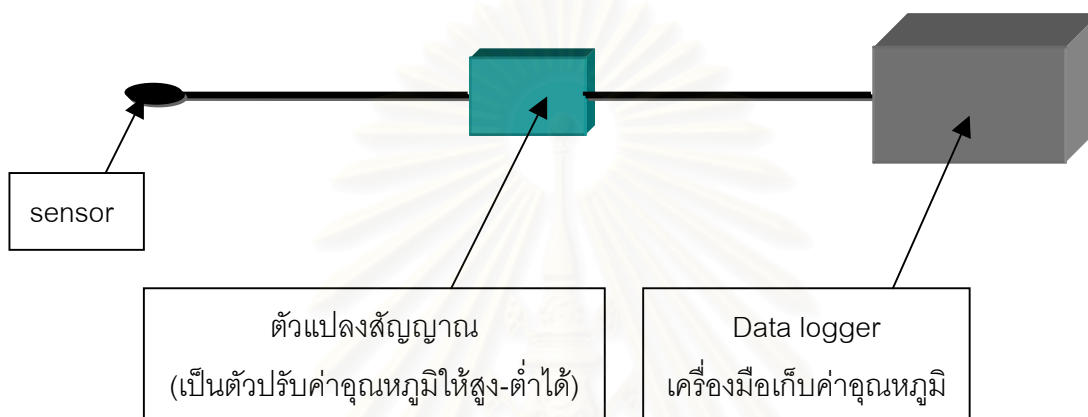 sensor
ตัวแปลงสัญญาณ
(เป็นตัวปรับค่าอุณหภูมิให้สูง-ต่ำได้)
Data logger
เครื่องมือเก็บค่าอุณหภูมิ